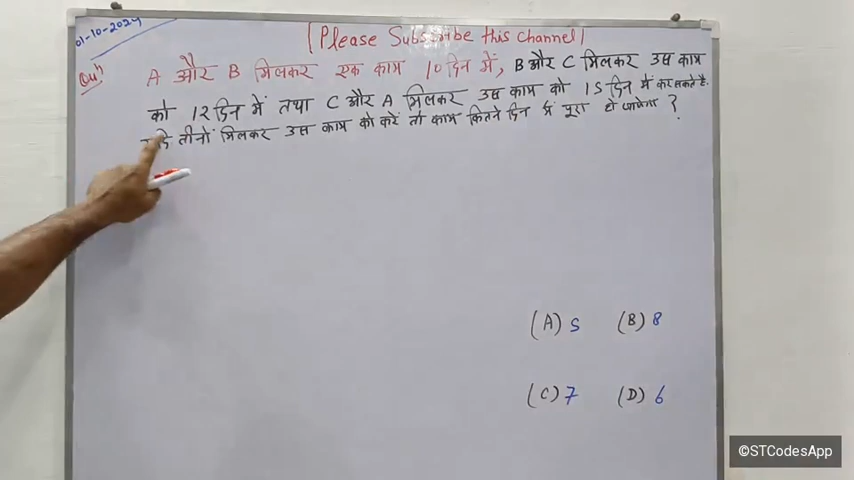 01-10-2024
[Please Subscribe this channel]
Quⁿ A और B मिलकर एक काम 10 दिन में, B और C मिलकर उस काम
को 12 दिन में तथा C और A मिलकर उस काम को 15 दिन में कर सकते है.
तीनों मिलकर उस काम को करें तो काम कितने दिन में पूरा हो जायेगा ?
(A) 5 (B) 8
(C) 7 (D) 6
©STCodesApp